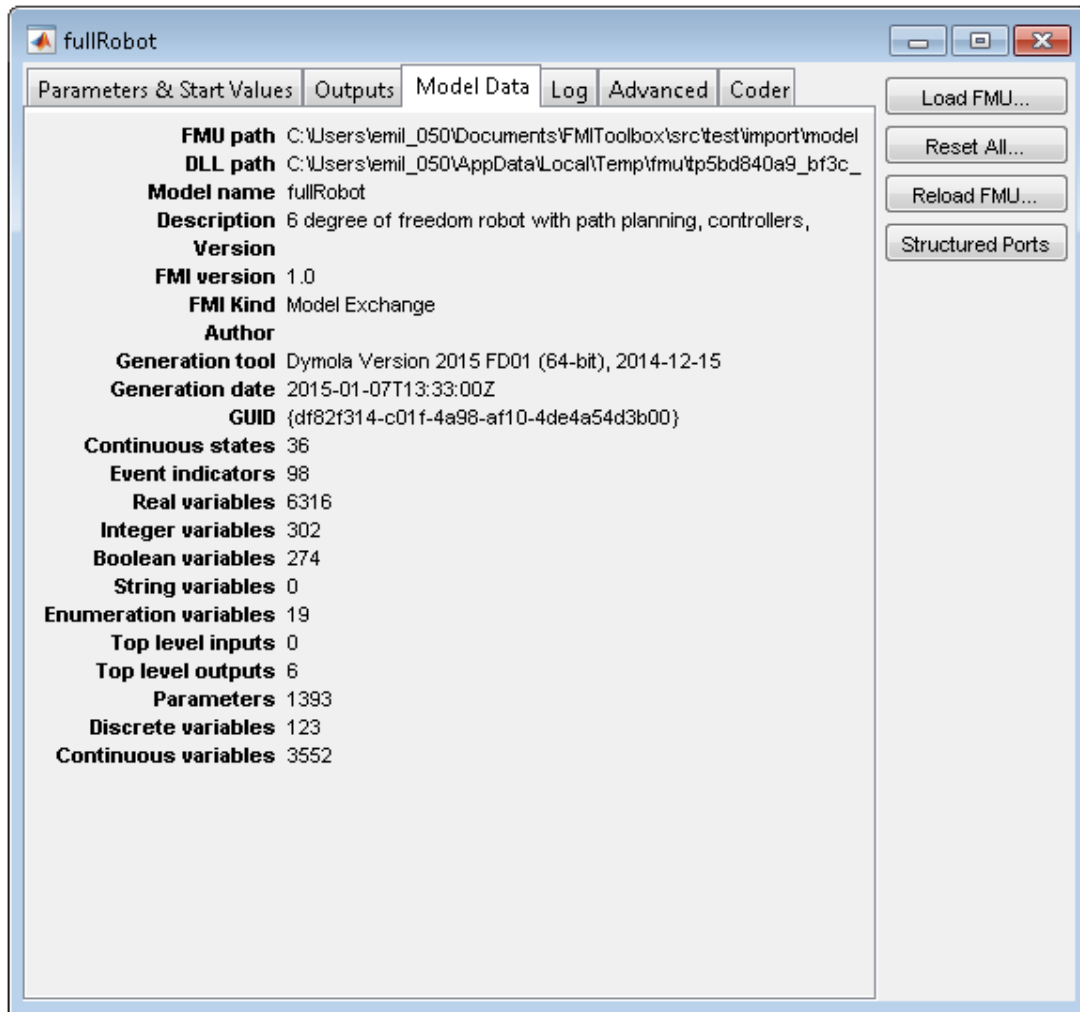 fullRobot
Parameters & Start Values Outputs Model Data Log Advanced Coder
Load FMU...
Reset All...
Reload FMU...
Structured Ports
FMU path C:\Users\emil_050\Documents\FMIToolbox\src\test\import\model
DLL path C:\Users\emil_050\AppData\Local\Temp\fmu\tp5bd840a9_bf3c_
Model name fullRobot
Description 6 degree of freedom robot with path planning, controllers,
Version
FMI version 1.0
FMI Kind Model Exchange
Author
Generation tool Dymola Version 2015 FD01 (64-bit), 2014-12-15
Generation date 2015-01-07T13:33:00Z
GUID {df82f314-c01f-4a98-af10-4de4a54d3b00}
Continuous states 36
Event indicators 98
Real variables 6316
Integer variables 302
Boolean variables 274
String variables 0
Enumeration variables 19
Top level inputs 0
Top level outputs 6
Parameters 1393
Discrete variables 123
Continuous variables 3552